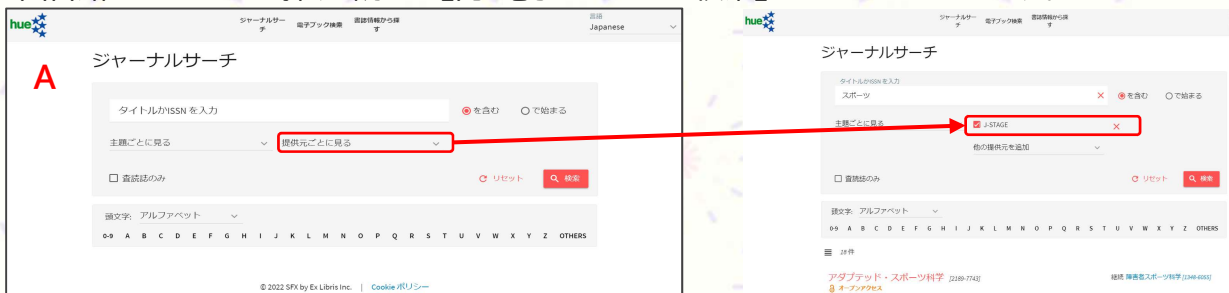 hue
ジャーナルサーチ
電子ブック検索
書誌情報から探す
言語
Japanese
A
ジャーナルサーチ
タイトルかISSN を入力
を含む
で始まる
主題ごとに見る
提供元ごとに見る
査読誌のみ
リセット
検索
頭文字: アルファベット
0-9 A B C D E F G H I J K L M N O P Q R S T U V W X Y Z OTHERS
© 2022 SFX by Ex Libris Inc. | Cookie ポリシー
hue
ジャーナルサーチ
電子ブック検索
書誌情報から探す
ジャーナルサーチ
タイトルかISSN を入力
スポーツ
を含む
で始まる
主題ごとに見る
J-STAGE
他の提供元を追加
査読誌のみ
リセット
検索
頭文字: アルファベット
0-9 A B C D E F G H I J K L M N O P Q R S T U V W X Y Z OTHERS
28 件
アダプテッド・スポーツ科学 [2189-7743]
継続 障害者スポーツ科学 [1348-6055]
オープンアクセス